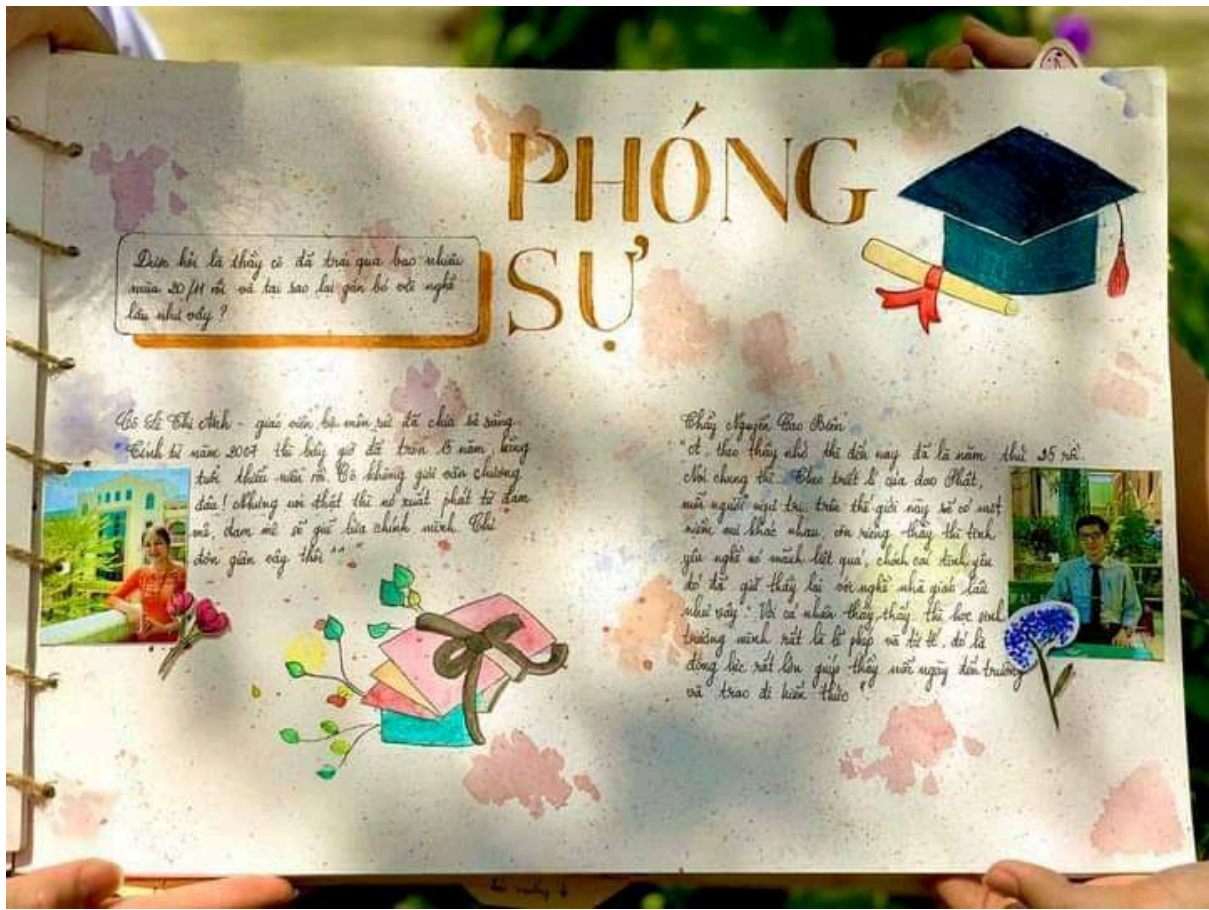 PHÓNG
SỰ
Được hỏi là thầy cô đã trải qua bao nhiêu
mùa 20/11 rồi và tại sao lại gắn bó với nghề
lâu như vậy ?
Cô Lê Thị Anh - giáo viên bộ môn sử đã chia sẻ rằng
"Tính từ năm 2007 thì bây giờ đã tròn 15 năm, bằng
tuổi thiếu niên rồi. Cô không giỏi văn chương
đâu! Nhưng nói thật thì nó xuất phát từ đam
mê, đam mê sẽ giữ lửa chính mình. Chỉ
đơn giản vậy thôi ^^ "
Thầy Nguyễn Cao Biên
"Ơ, theo thầy nhớ thì đến nay đã là năm thứ 25 rồi.
Nói chung thì.. Theo triết lí của đạo Phật,
mỗi người ngụ trị trên thế giới này sẽ có một
niềm vui khác nhau, còn riêng thầy thì tình
yêu nghề nó mãnh liệt quá, chính cái tình yêu
đó đã giữ thầy lại với nghề nhà giáo lâu
như vậy". Với cá nhân thầy, thầy thì học sinh
trường mình rất là lễ phép và tử tế, đó là
động lực rất lớn giúp thầy mỗi ngày đến trường
và trao đi kiến thức "